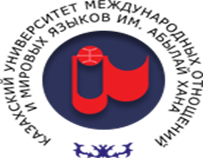 КАЗАХСКИЙ УНИВЕРСИТЕТ МЕЖДУНАРОДНЫХ ОТНОШЕНИЙ
И МИРОВЫХ ЯЗЫКОВ ИМ. АБЫЛАЙ ХАНА